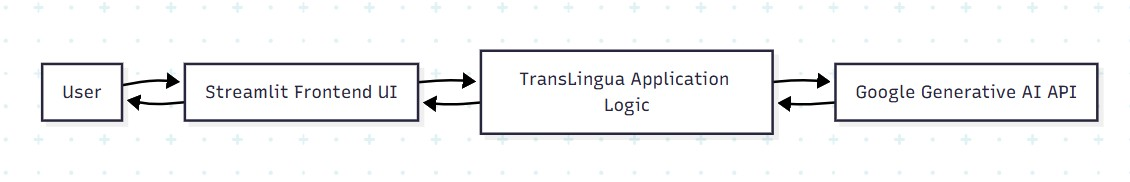 User
Streamlit Frontend UI
TransLingua Application
Logic
Google Generative AI API